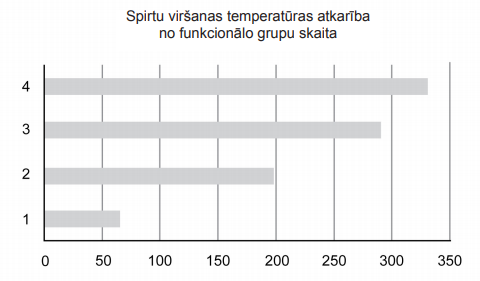 Spirtu viršanas temperatūras atkarība
no funkcionālo grupu skaita
4
3
2
1
0 50 100 150 200 250 300 350